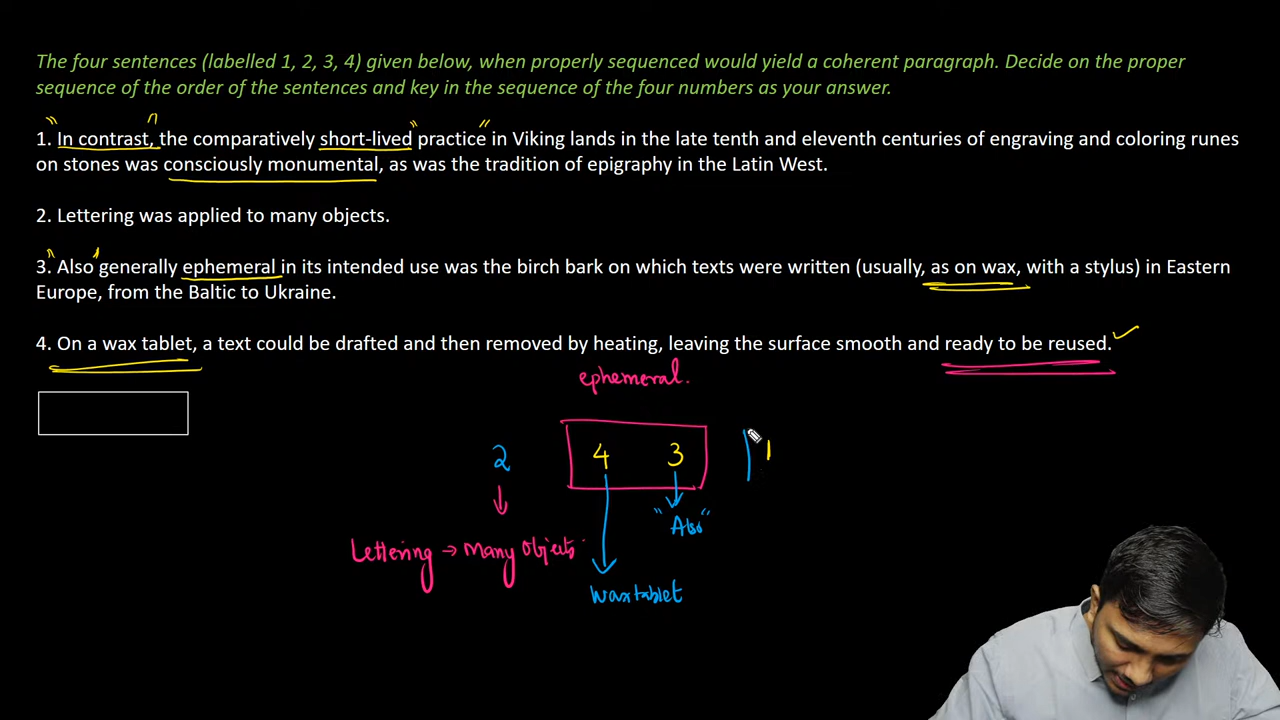 The four sentences (labelled 1, 2, 3, 4) given below, when properly sequenced would yield a coherent paragraph. Decide on the proper
sequence of the order of the sentences and key in the sequence of the four numbers as your answer.
1. In contrast, the comparatively short-lived "practice" in Viking lands in the late tenth and eleventh centuries of engraving and coloring runes
on stones was consciously monumental, as was the tradition of epigraphy in the Latin West.
2. Lettering was applied to many objects.
3. Also generally ephemeral in its intended use was the birch bark on which texts were written (usually, as on wax, with a stylus) in Eastern
Europe, from the Baltic to Ukraine.
4. On a wax tablet, a text could be drafted and then removed by heating, leaving the surface smooth and ready to be reused.
ephemeral.
2 4 3 1
"Also"
Lettering → Many Objects
Wax tablet